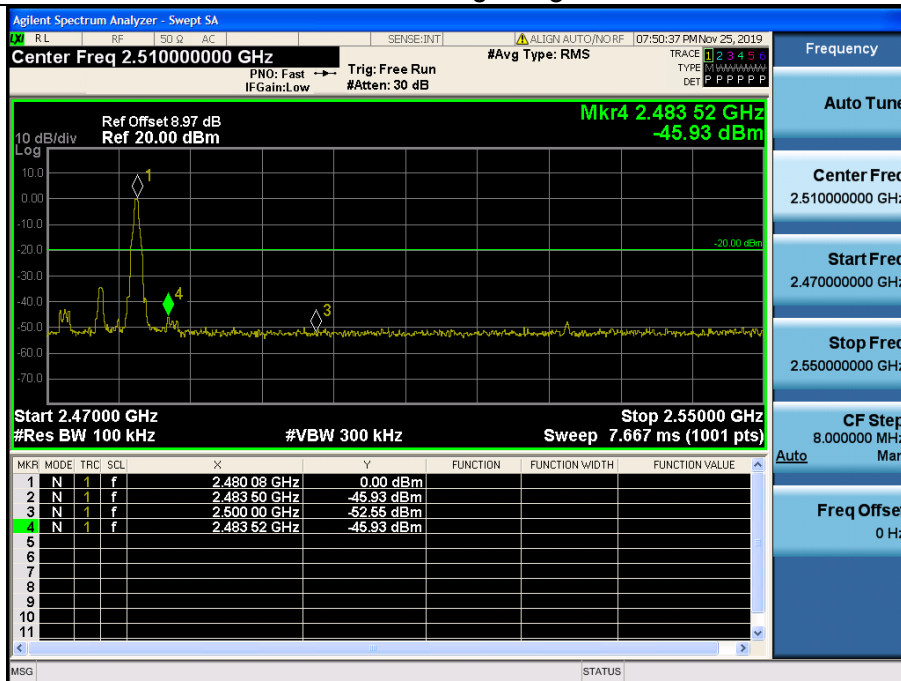 Agilent Spectrum Analyzer - Swept SA
LXI RL RF 50 Ω AC SENSE:INT ALIGN AUTO/NO RF 07:50:37 PM Nov 25, 2019
Center Freq 2.510000000 GHz #Avg Type: RMS TRACE 1 2 3 4 5 6
PNO: Fast Trig: Free Run TYPE M WWWWW
IFGain:Low #Atten: 30 dB DET P P P P P P
Mkr4 2.483 52 GHz
-45.93 dBm
Ref Offset 8.97 dB
10 dB/div Ref 20.00 dBm
Log
10.0
0.00
-10.0
-20.0
-30.0
-40.0
-50.0
-60.0
-70.0
1
4
3
-20.00 dBm
Start 2.47000 GHz Stop 2.55000 GHz
#Res BW 100 kHz #VBW 300 kHz Sweep 7.667 ms (1001 pts)
MKR MODE TRC SCL X Y FUNCTION FUNCTION WIDTH FUNCTION VALUE
1 N 1 f 2.480 08 GHz 0.00 dBm
2 N 1 f 2.483 50 GHz -45.93 dBm
3 N 1 f 2.500 00 GHz -52.55 dBm
4 N 1 f 2.483 52 GHz -45.93 dBm
5
6
7
8
9
10
11
MSG STATUS
Frequency
Auto Tune
Center Freq
2.510000000 GHz
Start Freq
2.470000000 GHz
Stop Freq
2.550000000 GHz
CF Step
8.000000 MHz
Auto Man
Freq Offset
0 Hz